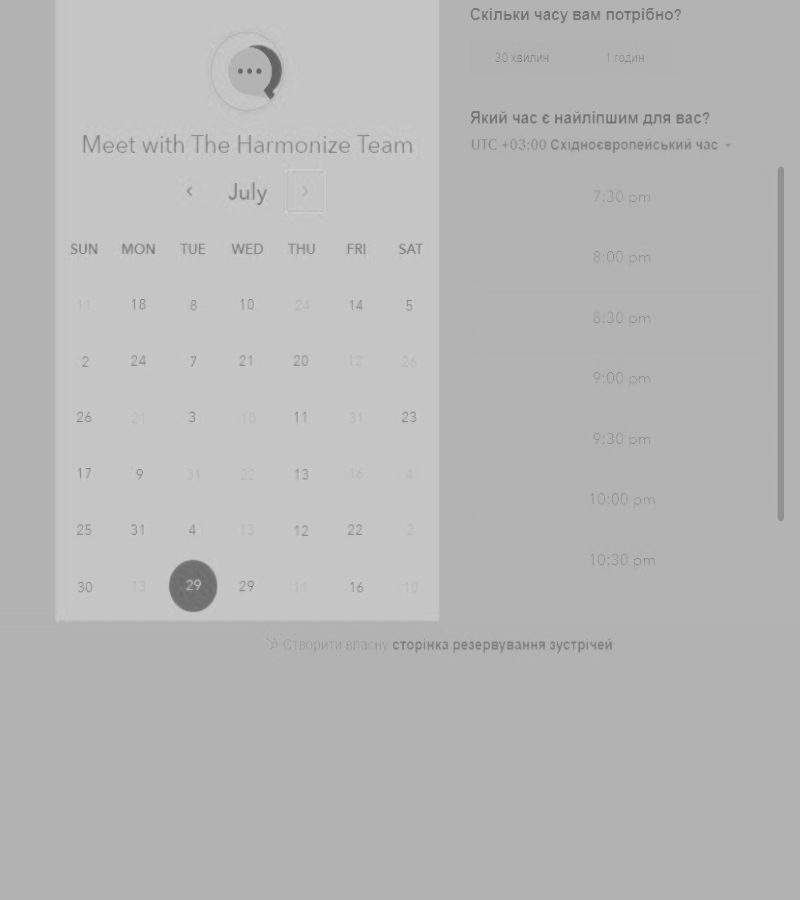 Meet with The Harmonize Team
July
SUN MON TUE WED THU FRI SAT
11 18 8 10 24 14 5
2 24 7 21 20 12 26
26 21 3 10 11 31 23
17 9 31 22 13 16 4
25 31 4 13 12 22 2
30 13 29 29 11 16 10
Скільки часу вам потрібно?
30 хвилин 1 годин
Який час є найліпшим для вас?
UTC +03:00 Східноєвропейський час
7:30 pm
8:00 pm
8:30 pm
9:00 pm
9:30 pm
10:00 pm
10:30 pm
Створити власну сторінка резервування зустрічей